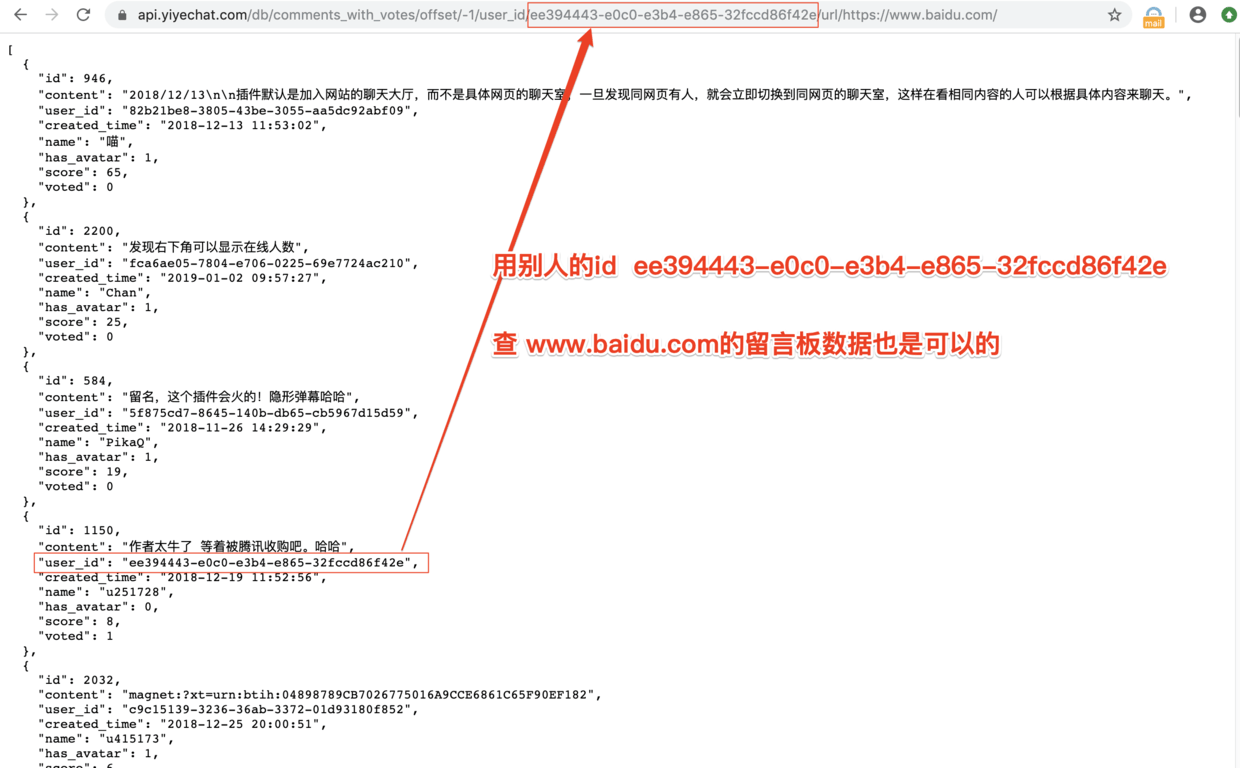 api.yiyechat.com/db/comments_with_votes/offset/-1/user_id/ee394443-e0c0-e3b4-e865-32fccd86f42e/url/https://www.baidu.com/
mail
[
{
"id": 946,
"content": "2018/12/13\n\n插件默认是加入网站的聊天大厅，而不是具体网页的聊天室。一旦发现同网页有人，就会立即切换到同网页的聊天室，这样在看相同内容的人可以根据具体内容来聊天。",
"user_id": "82b21be8-3805-43be-3055-aa5dc92abf09",
"created_time": "2018-12-13 11:53:02",
"name": "喵",
"has_avatar": 1,
"score": 65,
"voted": 0
},
{
"id": 2200,
"content": "发现右下角可以显示在线人数",
"user_id": "fca6ae05-7804-e706-0225-69e7724ac210",
"created_time": "2019-01-02 09:57:27",
"name": "Chan",
"has_avatar": 1,
"score": 25,
"voted": 0
},
用别人的id ee394443-e0c0-e3b4-e865-32fccd86f42e
查 www.baidu.com的留言板数据也是可以的
{
"id": 584,
"content": "留名，这个插件会火的！隐形弹幕哈哈",
"user_id": "5f875cd7-8645-140b-db65-cb5967d15d59",
"created_time": "2018-11-26 14:29:29",
"name": "PikaQ",
"has_avatar": 1,
"score": 19,
"voted": 0
},
{
"id": 1150,
"content": "作者太牛了 等着被腾讯收购吧。哈哈",
"user_id": "ee394443-e0c0-e3b4-e865-32fccd86f42e",
"created_time": "2018-12-19 11:52:56",
"name": "u251728",
"has_avatar": 0,
"score": 8,
"voted": 1
},
{
"id": 2032,
"content": "magnet:?xt=urn:btih:04898789CB7026775016A9CCE6861C65F90EF182",
"user_id": "c9c15139-3236-36ab-3372-01d93180f852",
"created_time": "2018-12-25 20:00:51",
"name": "u415173",
"has_avatar": 1,